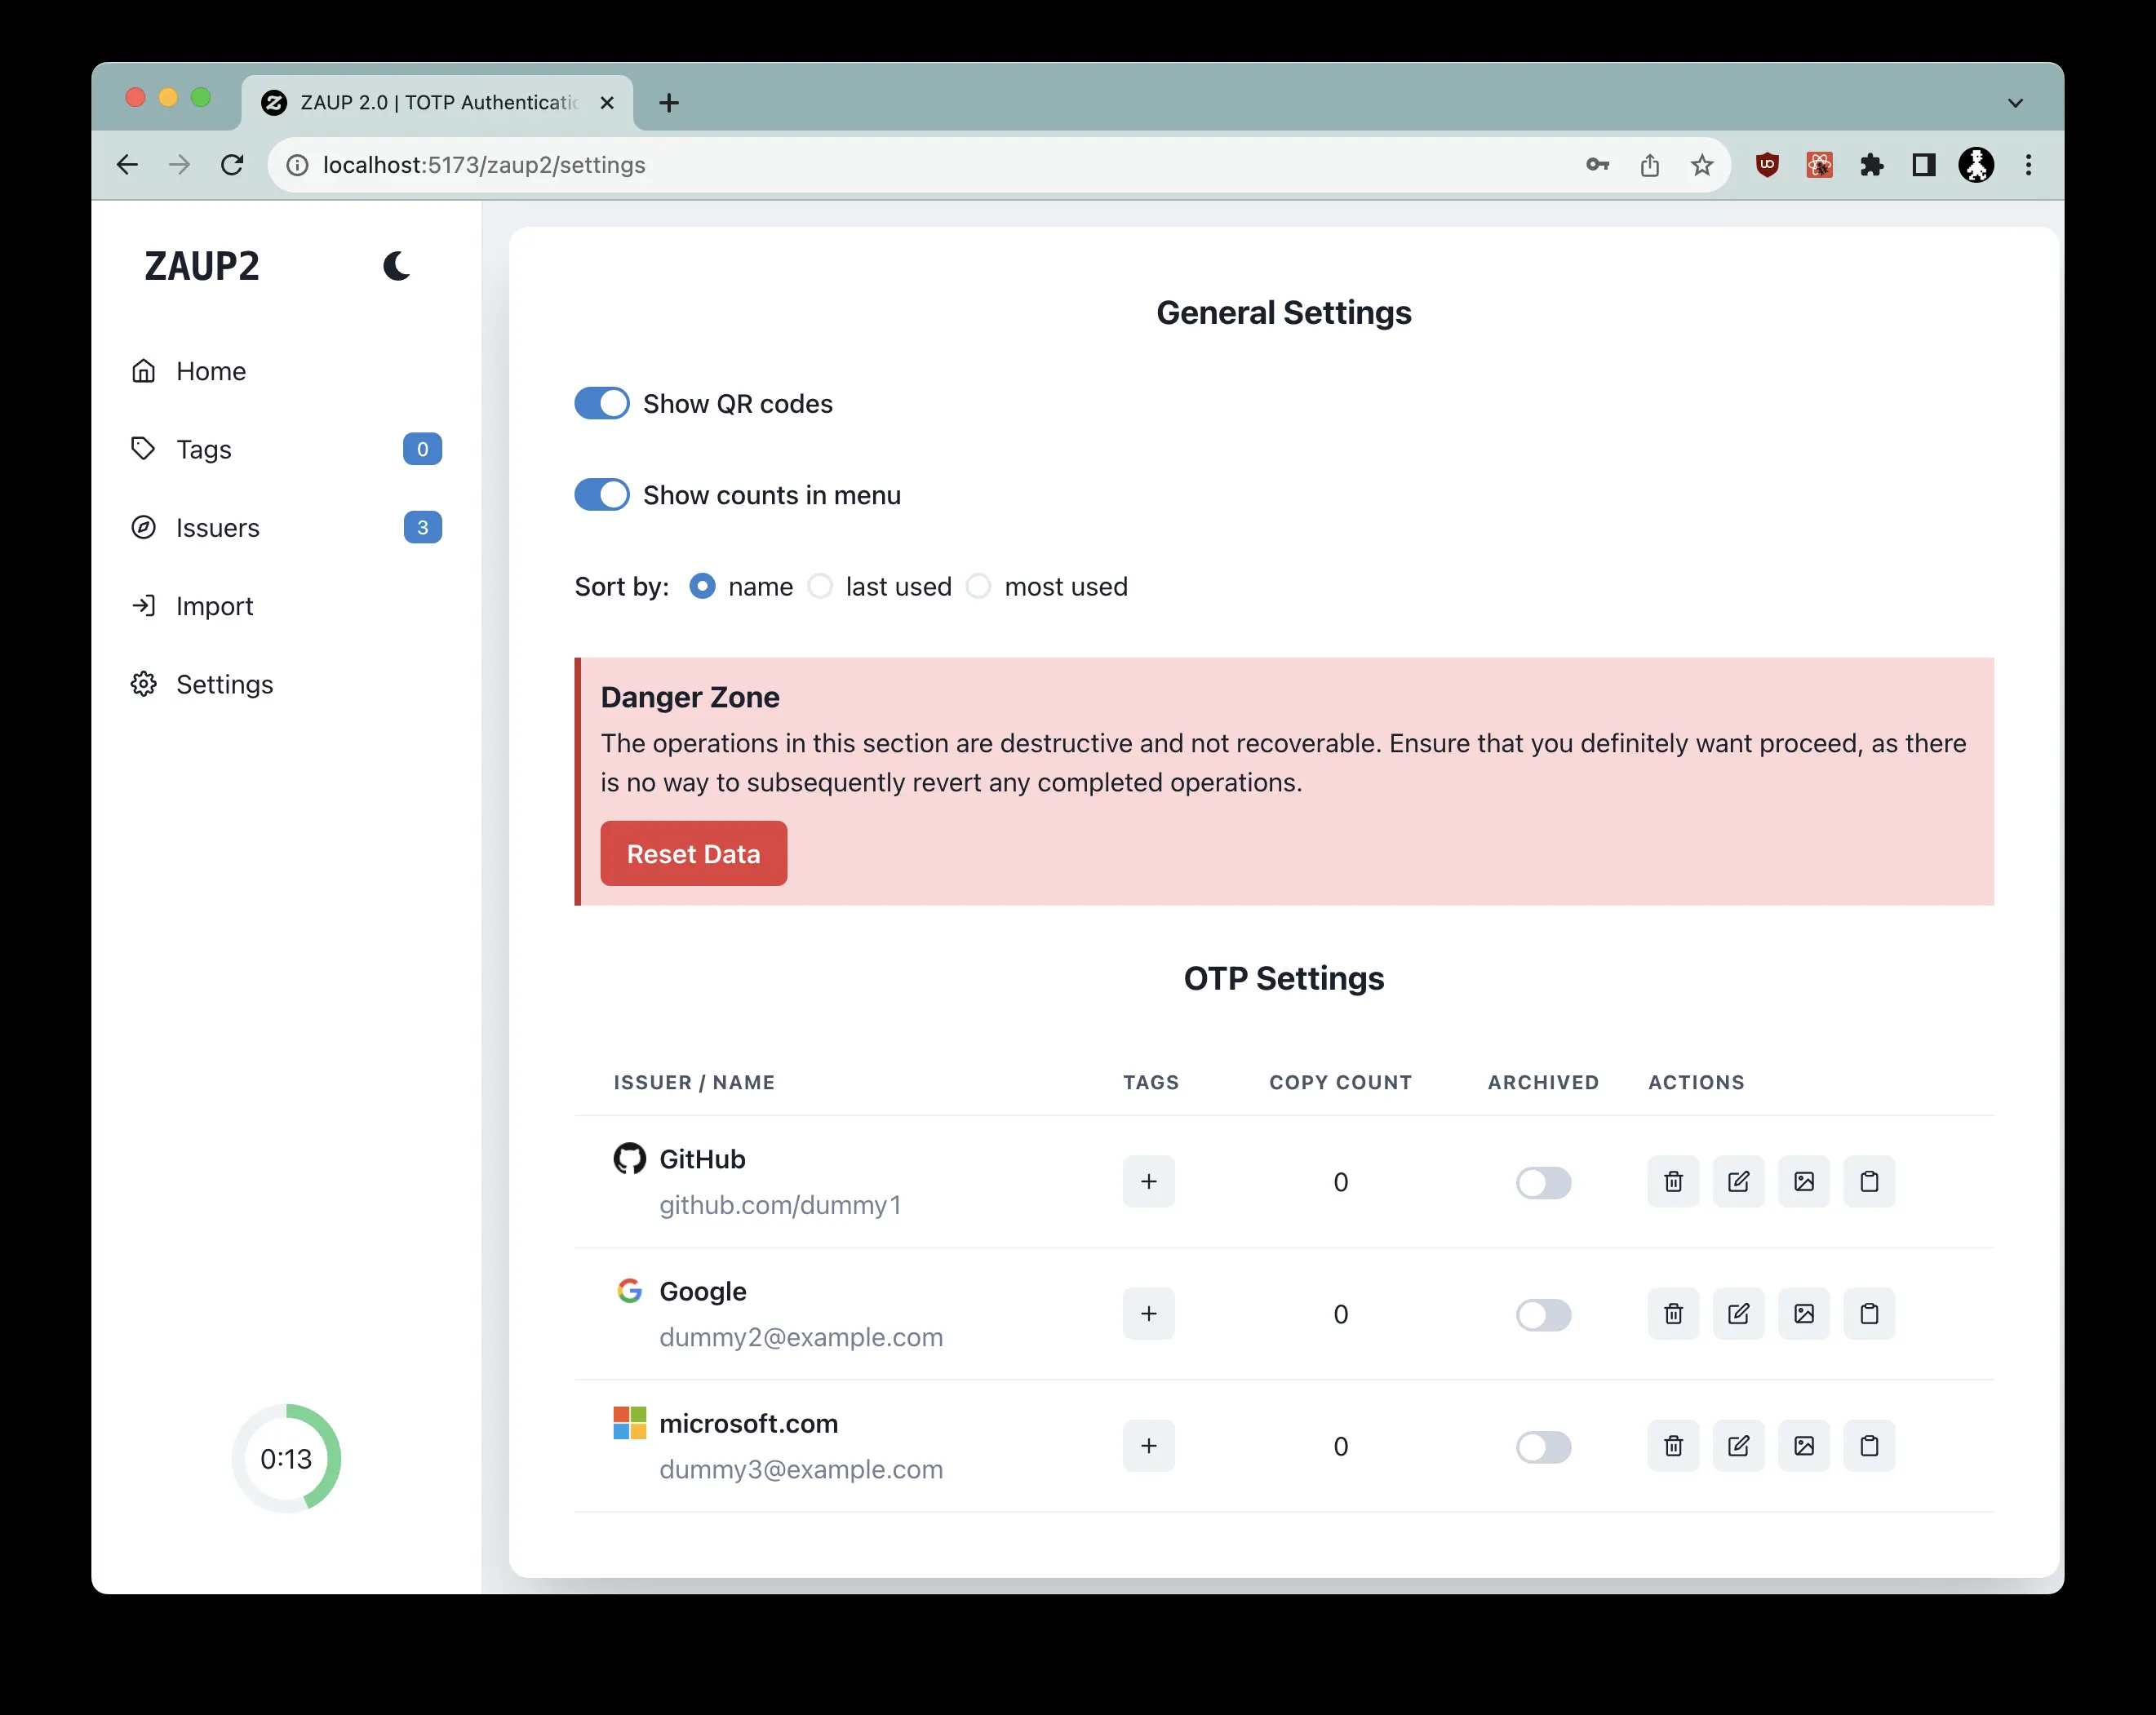 ZAUP 2.0 | TOTP Authenticatic
localhost:5173/zaup2/settings
ZAUP2
Home
Tags 0
Issuers 3
Import
Settings
0:13
General Settings
Show QR codes
Show counts in menu
Sort by: name last used most used
Danger Zone
The operations in this section are destructive and not recoverable. Ensure that you definitely want proceed, as there
is no way to subsequently revert any completed operations.
Reset Data
OTP Settings
ISSUER / NAME TAGS COPY COUNT ARCHIVED ACTIONS
GitHub
github.com/dummy1
+ 0
Google
dummy2@example.com
+ 0
microsoft.com
dummy3@example.com
+ 0